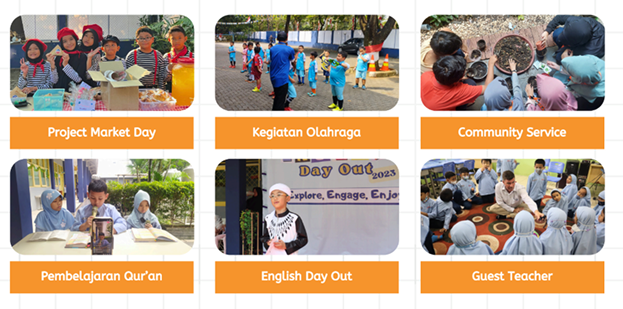 Project Market Day
Kegiatan Olahraga
Community Service
Day Out
2023
Explore, Engage, Enjoy
Pembelajaran Qur'an
English Day Out
Guest Teacher